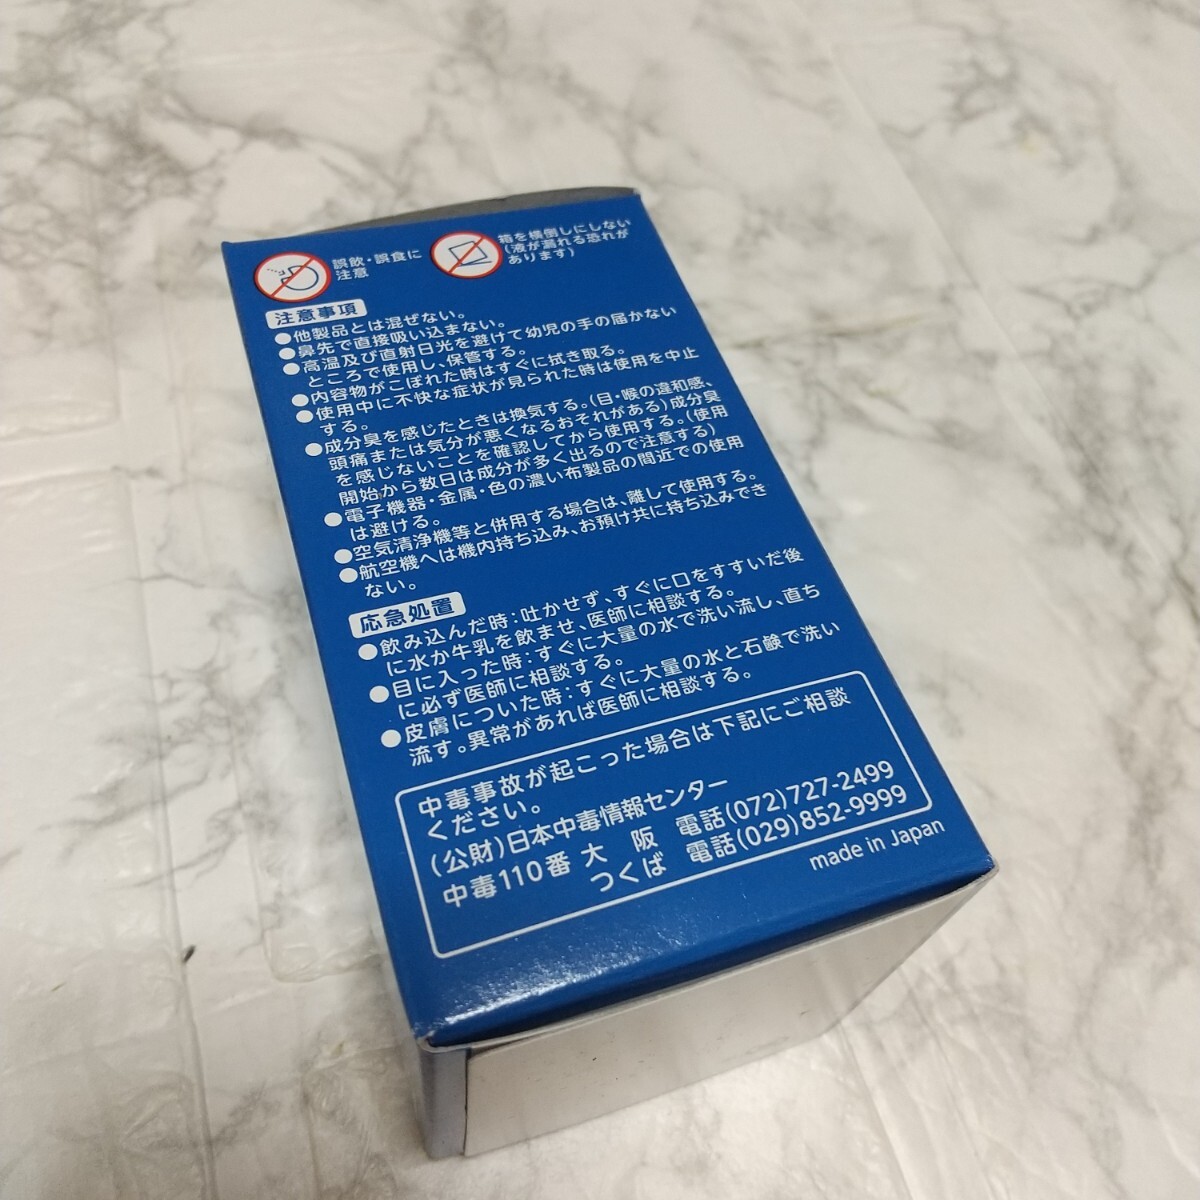 誤飲・誤食に
注意
箱を横倒しにしない
(液が漏れる恐れが
あります)
注意事項
●他製品とは混ぜない。
●鼻先で直接吸い込まない。
●高温及び直射日光を避けて幼児の手の届かない
ところで使用し、保管する。
●内容物がこぼれた時はすぐに拭き取る。
●使用中に不快な症状が見られた時は使用を中止
する。
●成分臭を感じたときは換気する。(目・喉の違和感、
頭痛または気分が悪くなるおそれがある)成分臭
を感じないことを確認してから使用する。(使用
開始から数日は成分が多く出るので注意する)
●電子機器・金属・色の濃い布製品の間近での使用
は避ける。
●空気清浄機等と併用する場合は、離して使用する。
●航空機へは機内持ち込み、お預け共に持ち込みでき
ない。
応急処置
●飲み込んだ時:吐かせず、すぐに口をすすいだ後
に水か牛乳を飲ませ、医師に相談する。
●目に入った時:すぐに大量の水で洗い流し、直ち
に必ず医師に相談する。
●皮膚についた時:すぐに大量の水と石鹸で洗い
流す。異常があれば医師に相談する。
中毒事故が起こった場合は下記にご相談
ください。
(公財)日本中毒情報センター
中毒110番 大 阪 電話(072)727-2499
つくば 電話(029)852-9999
made in Japan